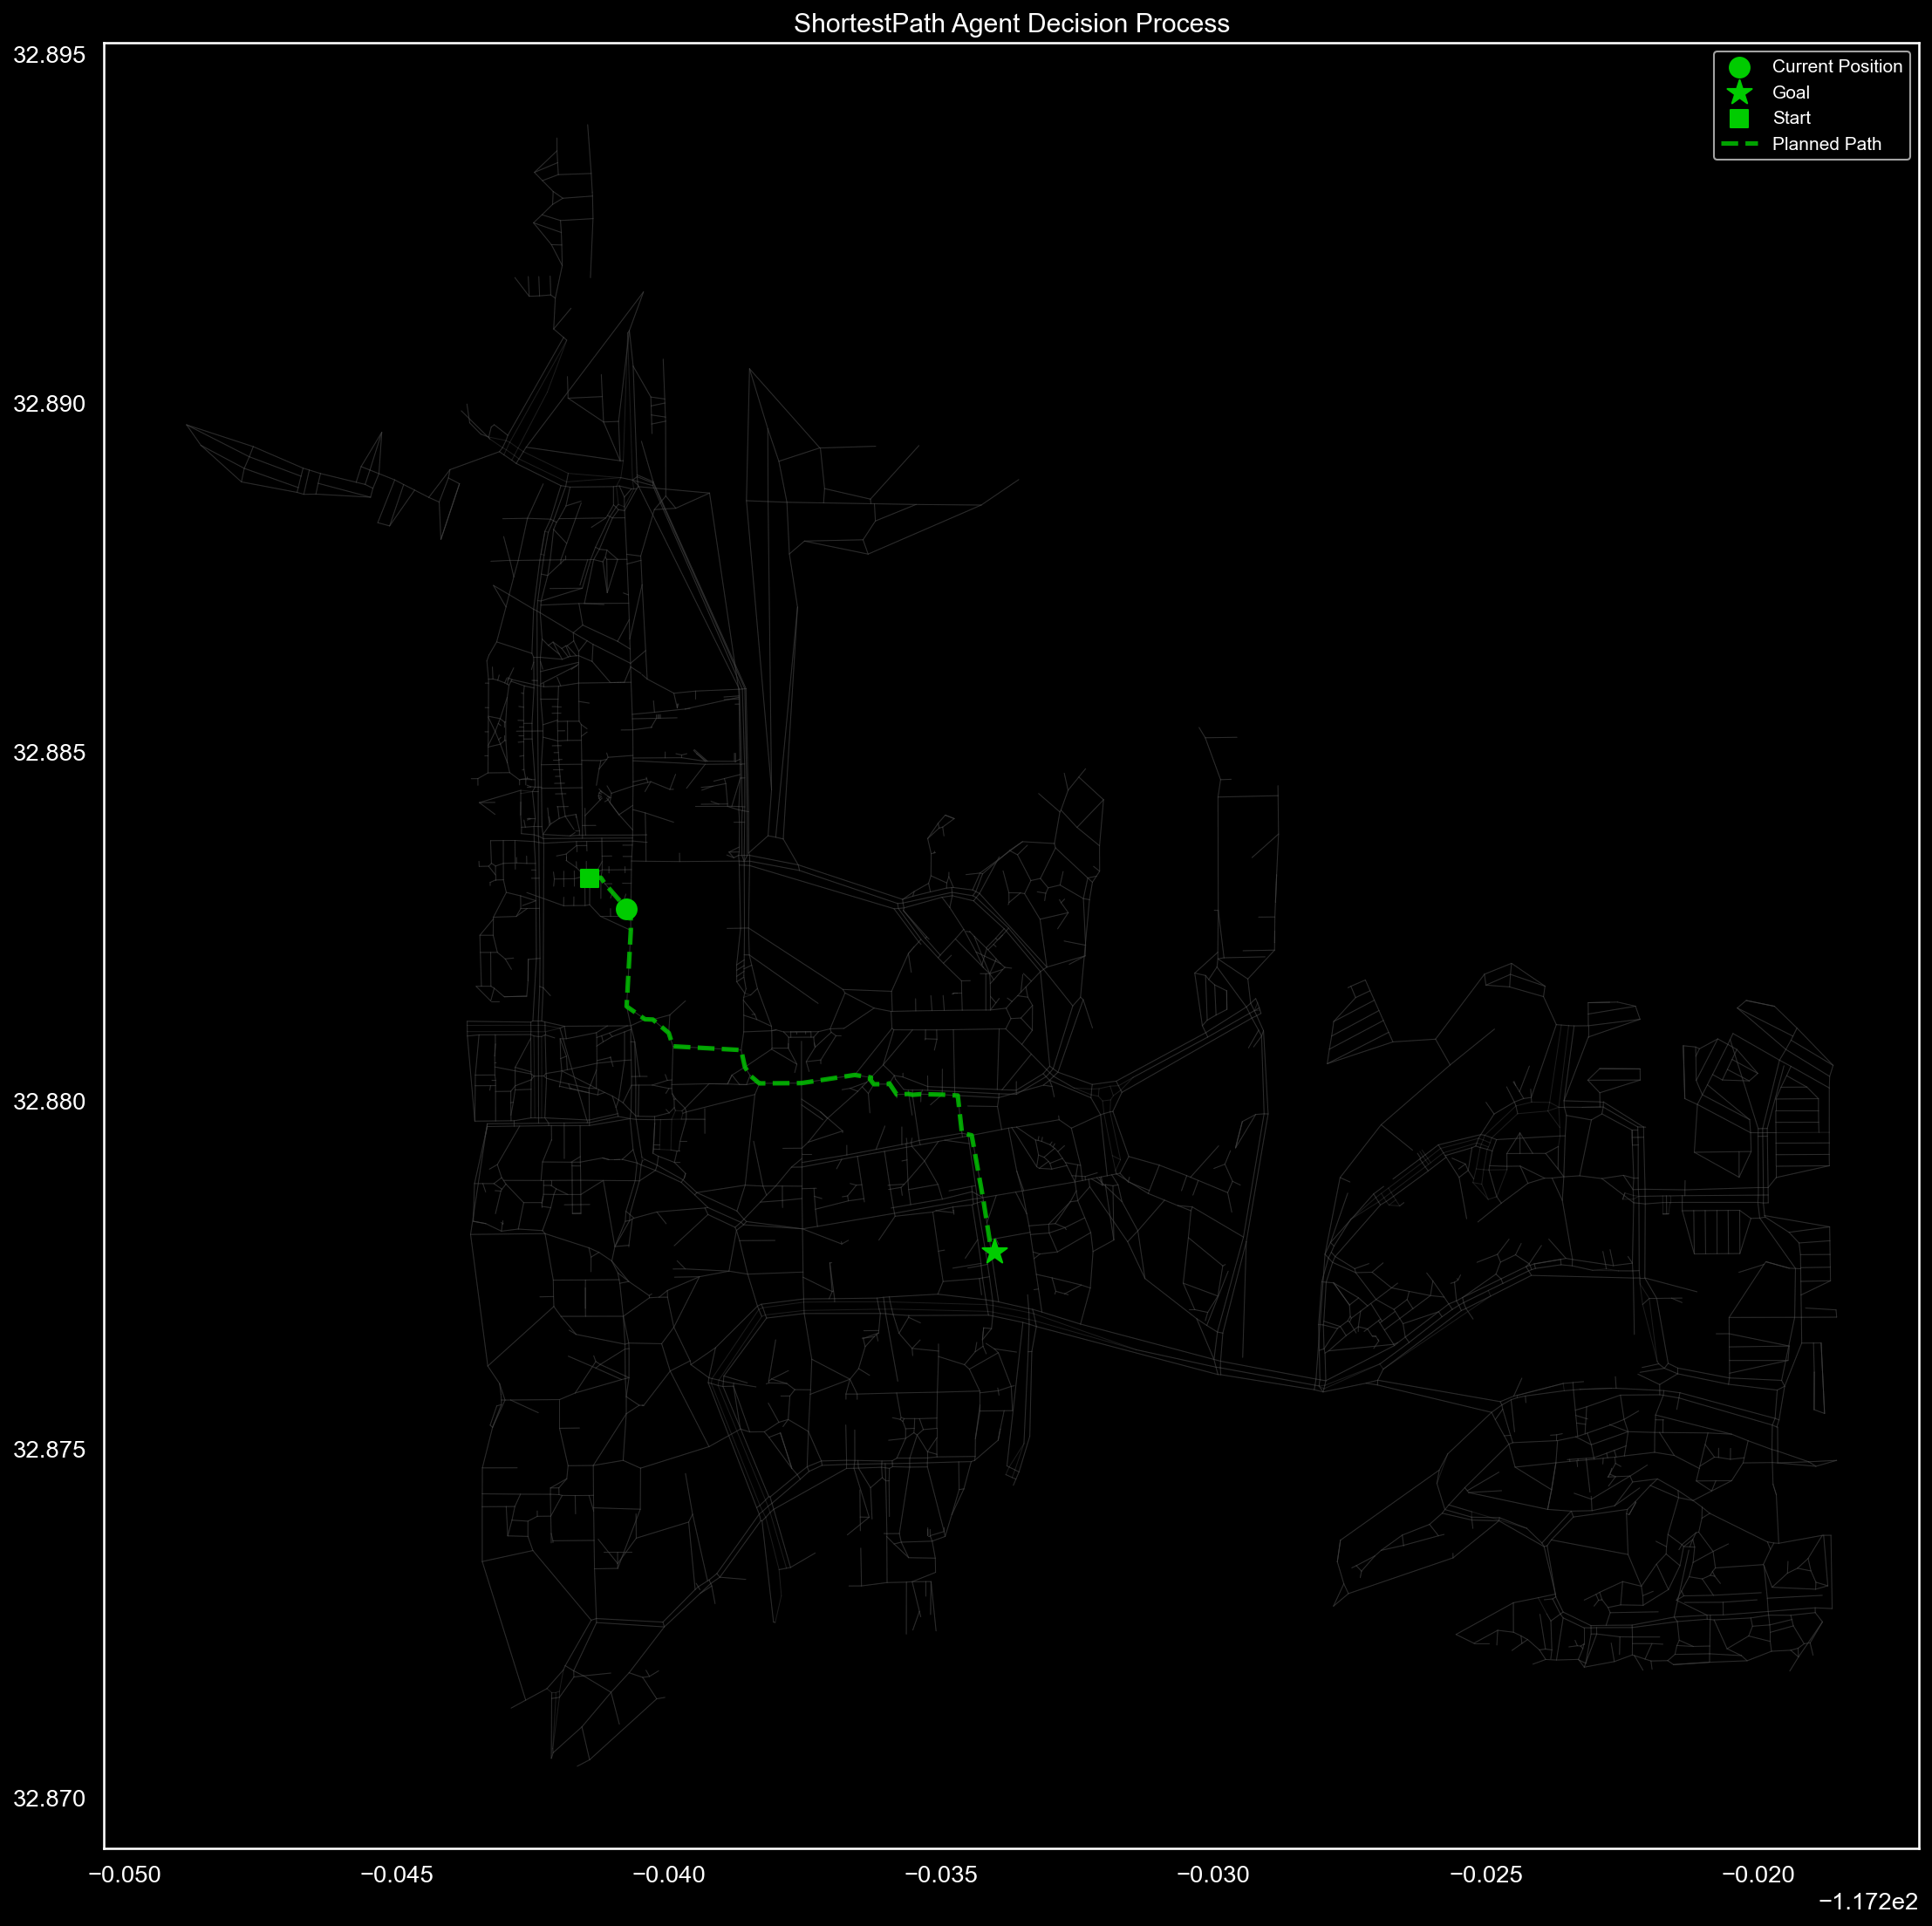 ShortestPath Agent Decision Process
Current Position
Goal
Start
Planned Path
32.895
32.890
32.885
32.880
32.875
32.870
−0.050
−0.045
−0.040
−0.035
−0.030
−0.025
−0.020
−1.172e2